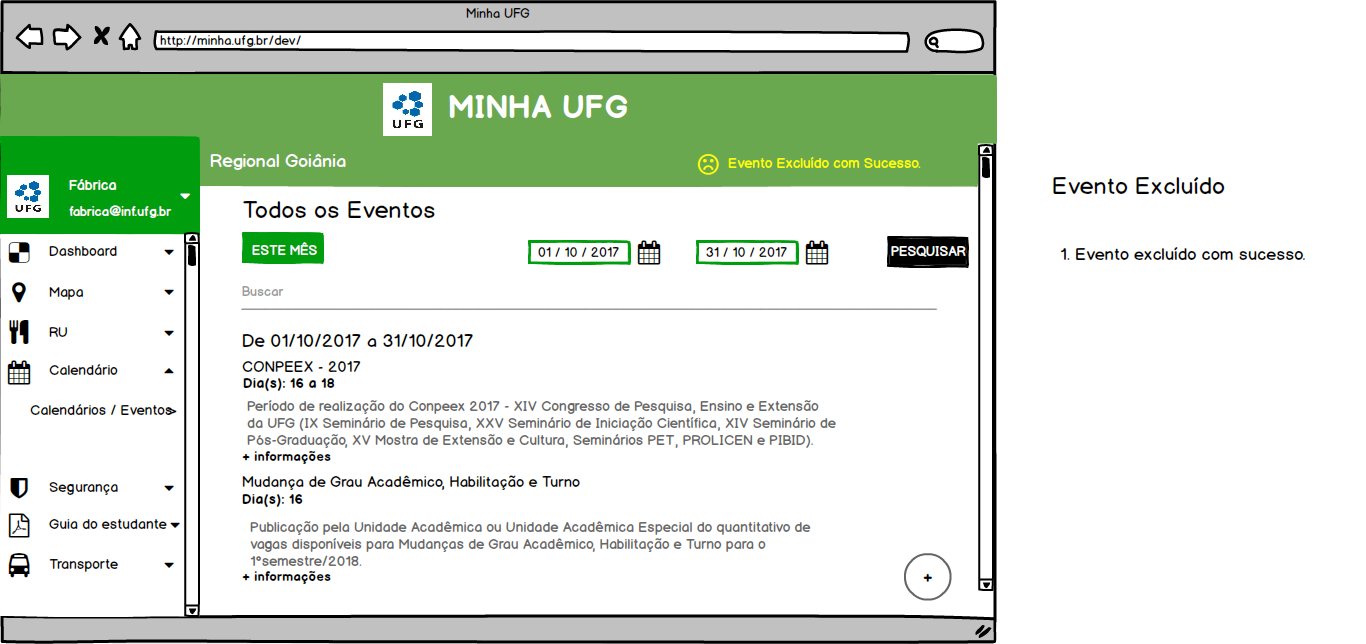 Minha UFG
http://minha.ufg.br/dev/
UFG
MINHA UFG
Regional Goiânia
Evento Excluído com Sucesso.
UFG
Fábrica
fabrica@inf.ufg.br
Dashboard
Mapa
RU
Calendário
Calendários / Eventos>
Segurança
Guia do estudante
Transporte
Todos os Eventos
ESTE MÊS
01 / 10 / 2017
31 / 10 / 2017
PESQUISAR
Buscar
De 01/10/2017 a 31/10/2017
CONPEEX - 2017
Dia(s): 16 a 18
Período de realização do Conpeex 2017 - XIV Congresso de Pesquisa, Ensino e Extensão
da UFG (IX Seminário de Pesquisa, XXV Seminário de Iniciação Científica, XIV Seminário de
Pós-Graduação, XV Mostra de Extensão e Cultura, Seminários PET, PROLICEN e PIBID).
+ informações
Mudança de Grau Acadêmico, Habilitação e Turno
Dia(s): 16
Publicação pela Unidade Acadêmica ou Unidade Acadêmica Especial do quantitativo de
vagas disponíveis para Mudanças de Grau Acadêmico, Habilitação e Turno para o
1ºsemestre/2018.
+ informações
+
Evento Excluído
1. Evento excluído com sucesso.